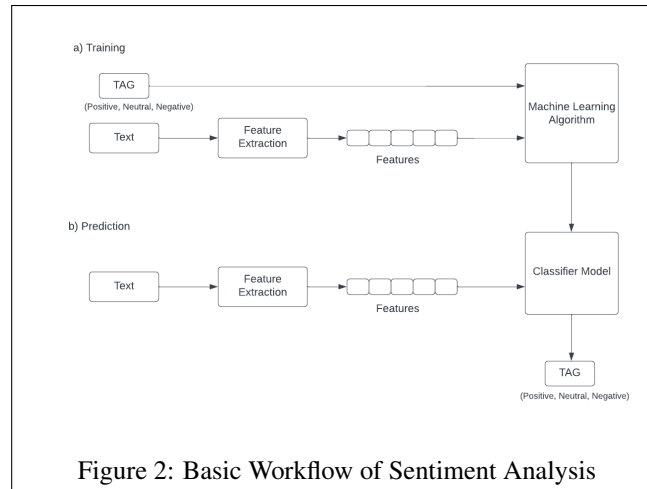 a) Training
TAG
(Positive, Neutral, Negative)
Machine Learning
Algorithm
Text
Feature
Extraction
Features
b) Prediction
Text
Feature
Extraction
Features
Classifier Model
TAG
(Positive, Neutral, Negative)
Figure 2: Basic Workflow of Sentiment Analysis